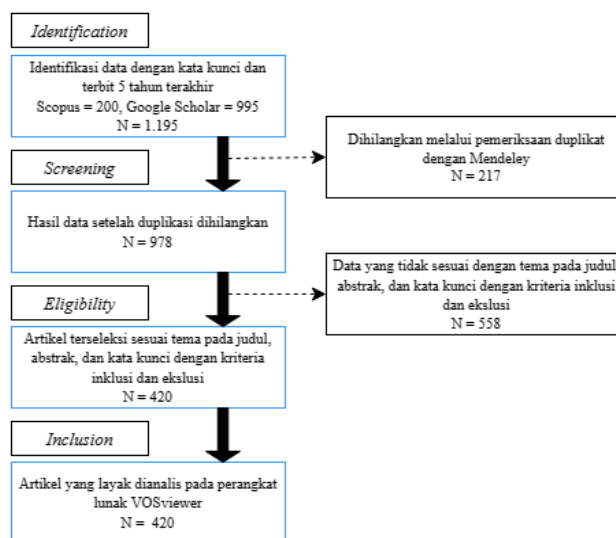 Identification
Identifikasi data dengan kata kunci dan
terbit 5 tahun terakhir
Scopus = 200, Google Scholar = 995
N = 1.195
Dihilangkan melalui pemeriksaan duplikat
dengan Mendeley
N = 217
Screening
Hasil data setelah duplikasi dihilangkan
N = 978
Data yang tidak sesuai dengan tema pada judul,
abstrak, dan kata kunci dengan kriteria inklusi
dan ekslusi
N = 558
Eligibility
Artikel terseleksi sesuai tema pada judul,
abstrak, dan kata kunci dengan kriteria
inklusi dan ekslusi
N = 420
Inclusion
Artikel yang layak dianalis pada perangkat
lunak VOSviewer
N = 420